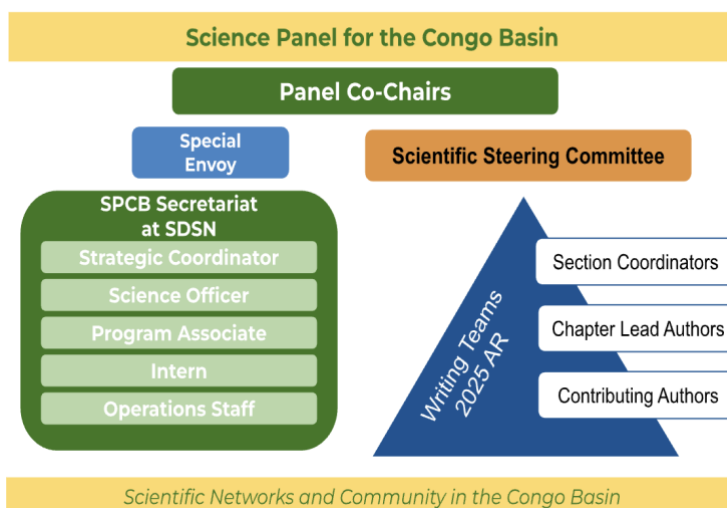 Science Panel for the Congo Basin
Panel Co-Chairs
Special
Envoy
Scientific Steering Committee
SPCB Secretariat
at SDSN
Strategic Coordinator
Science Officer
Program Associate
Intern
Operations Staff
Writing Teams
2025 AR
Section Coordinators
Chapter Lead Authors
Contributing Authors
Scientific Networks and Community in the Congo Basin